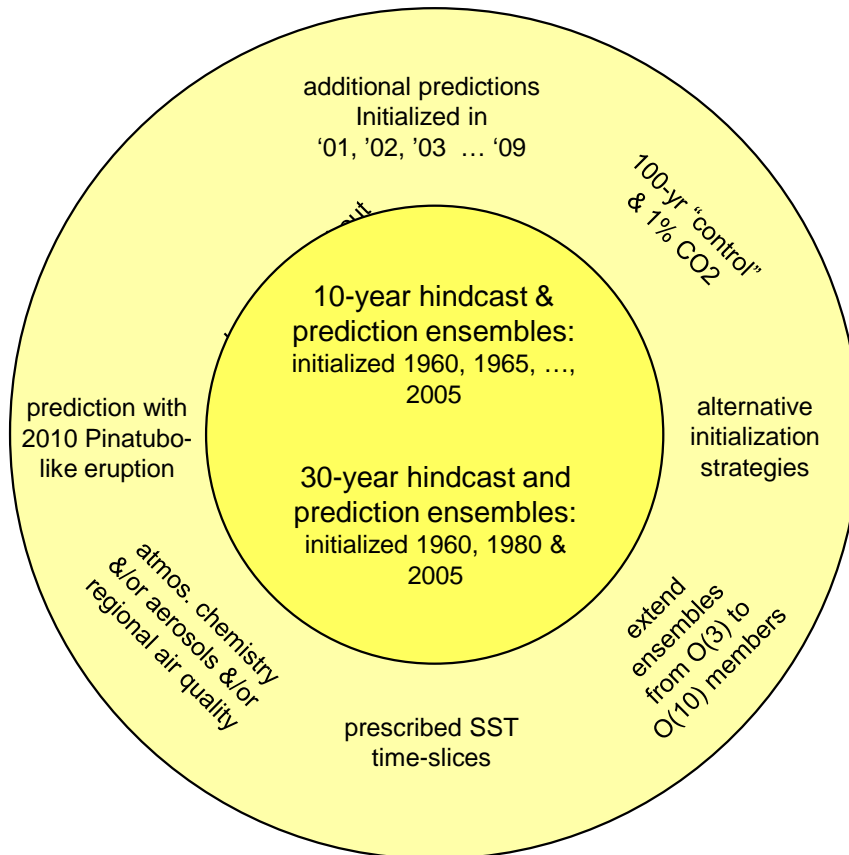 additional predictions
Initialized in
‘01, ’02, ’03 … ‘09
100-yr “control”
& 1% CO2
10-year hindcast &
prediction ensembles:
initialized 1960, 1965, …,
2005
prediction with
2010 Pinatubo-
like eruption
alternative
initialization
strategies
30-year hindcast and
prediction ensembles:
initialized 1960, 1980 &
2005
atmos. chemistry
&/or aerosols &/or
regional air quality
extend
ensembles
from O(3) to
O(10) members
prescribed SST
time-slices